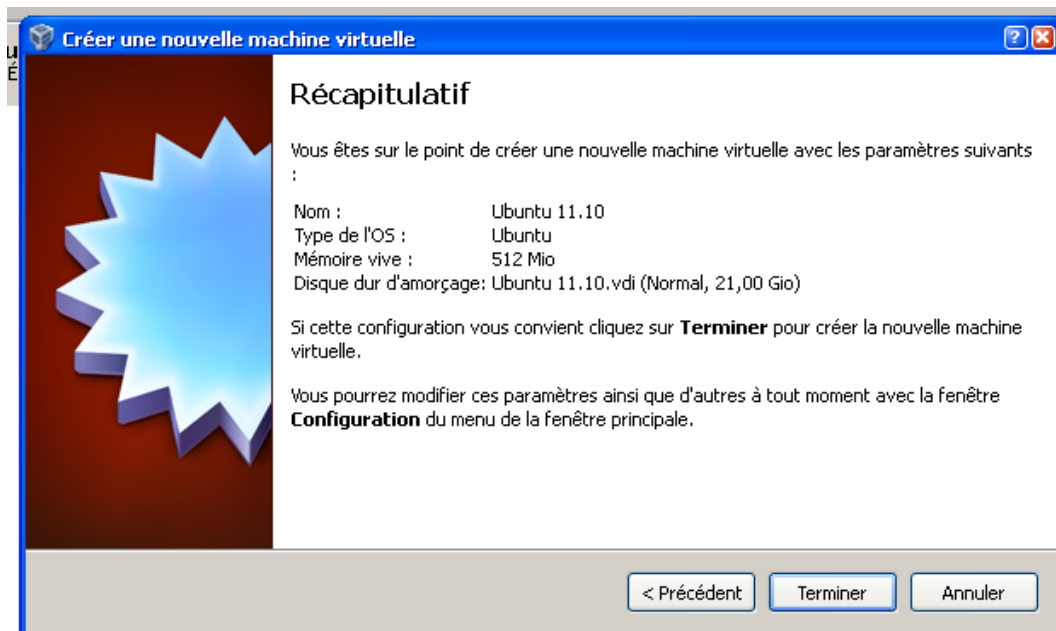 Créer une nouvelle machine virtuelle
Récapitulatif
Vous êtes sur le point de créer une nouvelle machine virtuelle avec les paramètres suivants
:
Nom : Ubuntu 11.10
Type de l'OS : Ubuntu
Mémoire vive : 512 Mio
Disque dur d'amorçage: Ubuntu 11.10.vdi (Normal, 21,00 Gio)
Si cette configuration vous convient cliquez sur Terminer pour créer la nouvelle machine
virtuelle.
Vous pourrez modifier ces paramètres ainsi que d'autres à tout moment avec la fenêtre
Configuration du menu de la fenêtre principale.
< Précédent Terminer Annuler